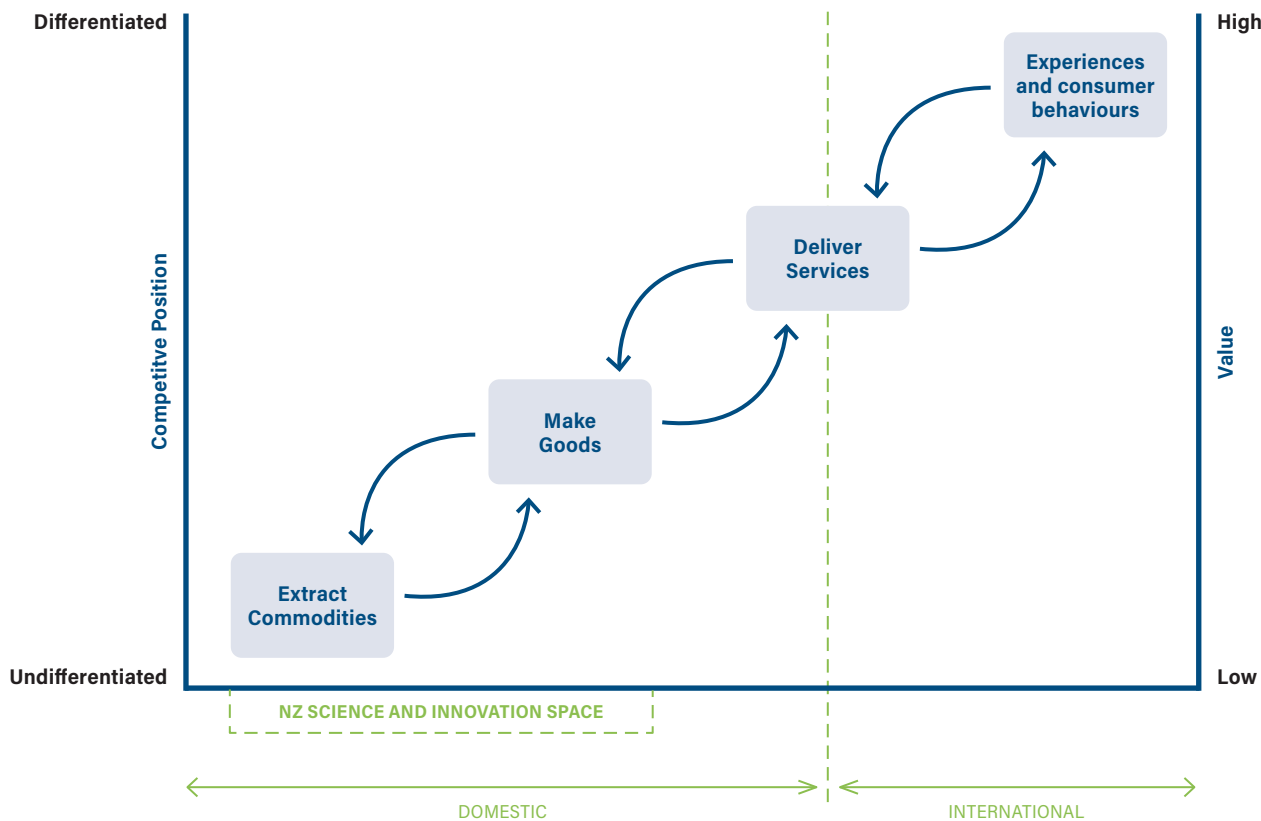 Differentiated
High
Experiences
and consumer
behaviours
Deliver
Services
Competitve Position
Value
Make
Goods
Extract
Commodities
Undifferentiated
Low
NZ SCIENCE AND INNOVATION SPACE
DOMESTIC
INTERNATIONAL